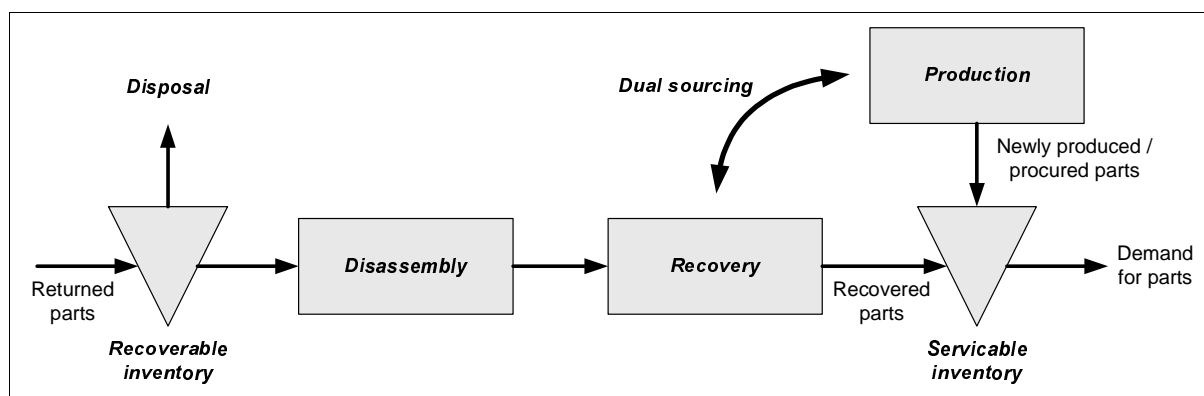 Disposal
Dual sourcing
Production
Newly produced /
procured parts
Disassembly
Recovery
Returned
parts
Recovered
parts
Demand
for parts
Recoverable
inventory
Servicable
inventory